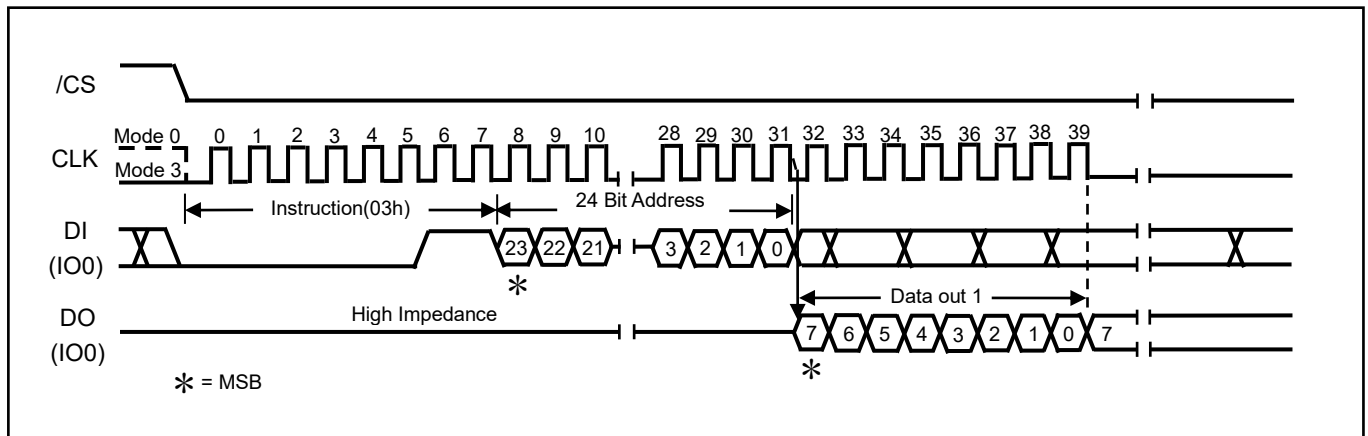 /CS
Mode 0
0 1 2 3 4 5 6 7 8 9 10 28 29 30 31 32 33 34 35 36 37 38 39
CLK
Mode 3
Instruction(03h)
24 Bit Address
DI
(IO0)
23 22 21 3 2 1 0
*
Data out 1
DO
(IO0)
High Impedance
7 6 5 4 3 2 1 0 7
*
* = MSB